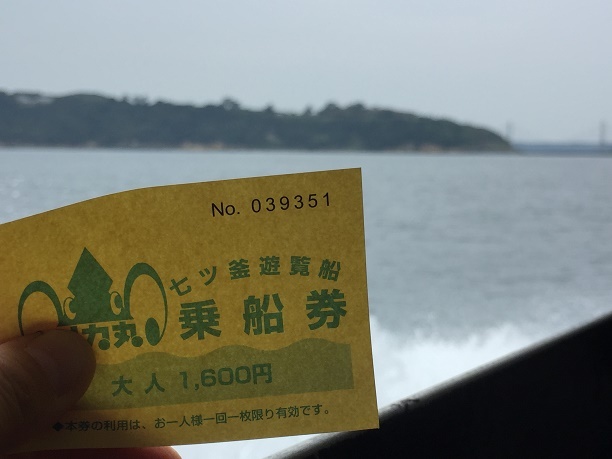 No. 039351
七ツ釜遊覧船
カ丸
乗船券
大人 1,600円
◆本券の利用は、お一人様一回一枚限り有効です。